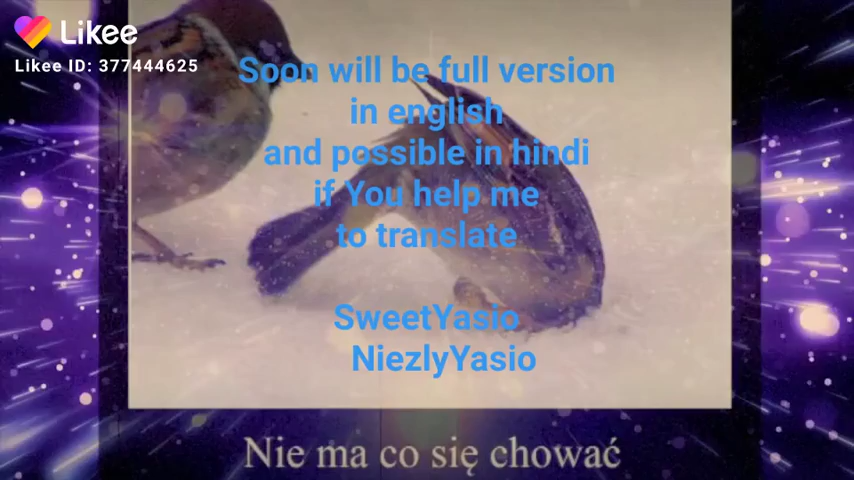 Likee
Likee ID: 377444625
Soon will be full version
in english
and possible in hindi
if You help me
to translate
SweetYasio
NiezlyYasio
Nie ma co się chować